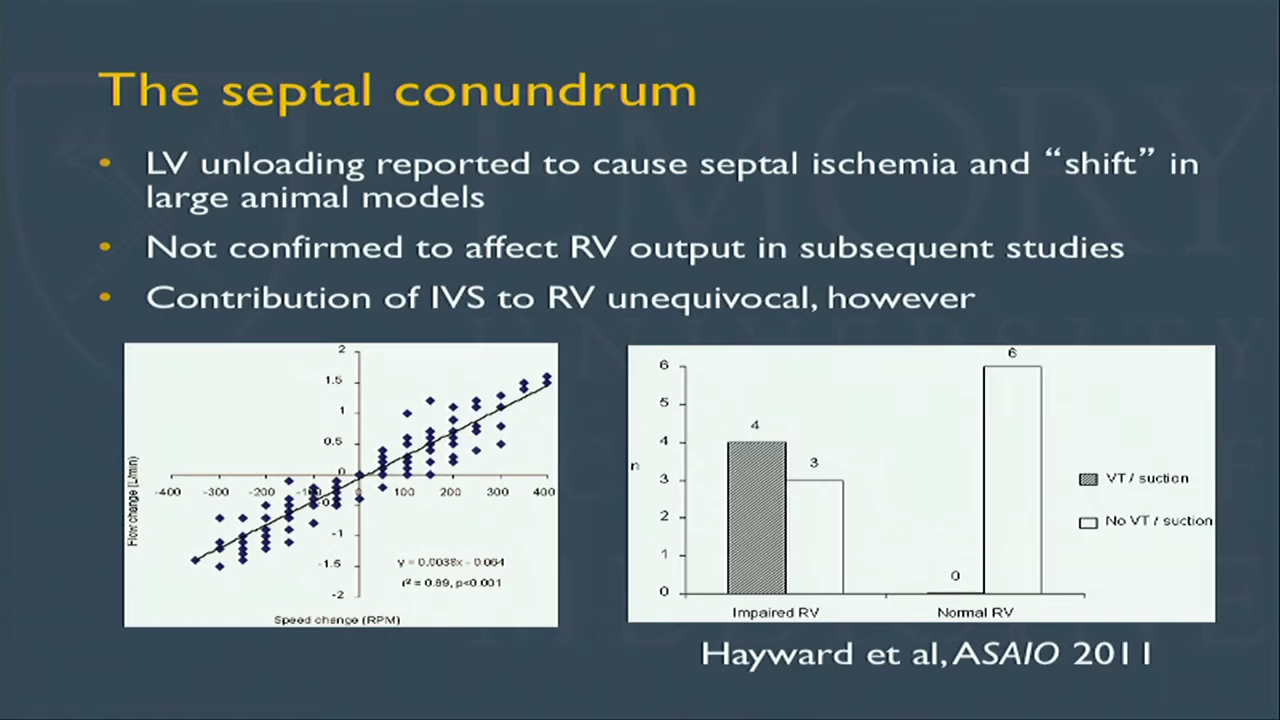 The septal conundrum
• LV unloading reported to cause septal ischemia and “shift” in
large animal models
• Not confirmed to affect RV output in subsequent studies
• Contribution of IVS to RV unequivocal, however
2
1.5
1
0.5
0
-400 -300 -200 -100 0 100 200 300 400
-0.5
-1
-1.5
-2
Flow change (L/min)
y = 0.0038x - 0.064
r² = 0.89, p<0.001
Speed change (RPM)
6
5
4
3
2
1
0
n
4
3
0
6
Impaired RV
Normal RV
VT / suction
No VT / suction
Hayward et al, ASAIO 2011
EMORY
UNIVERSITY